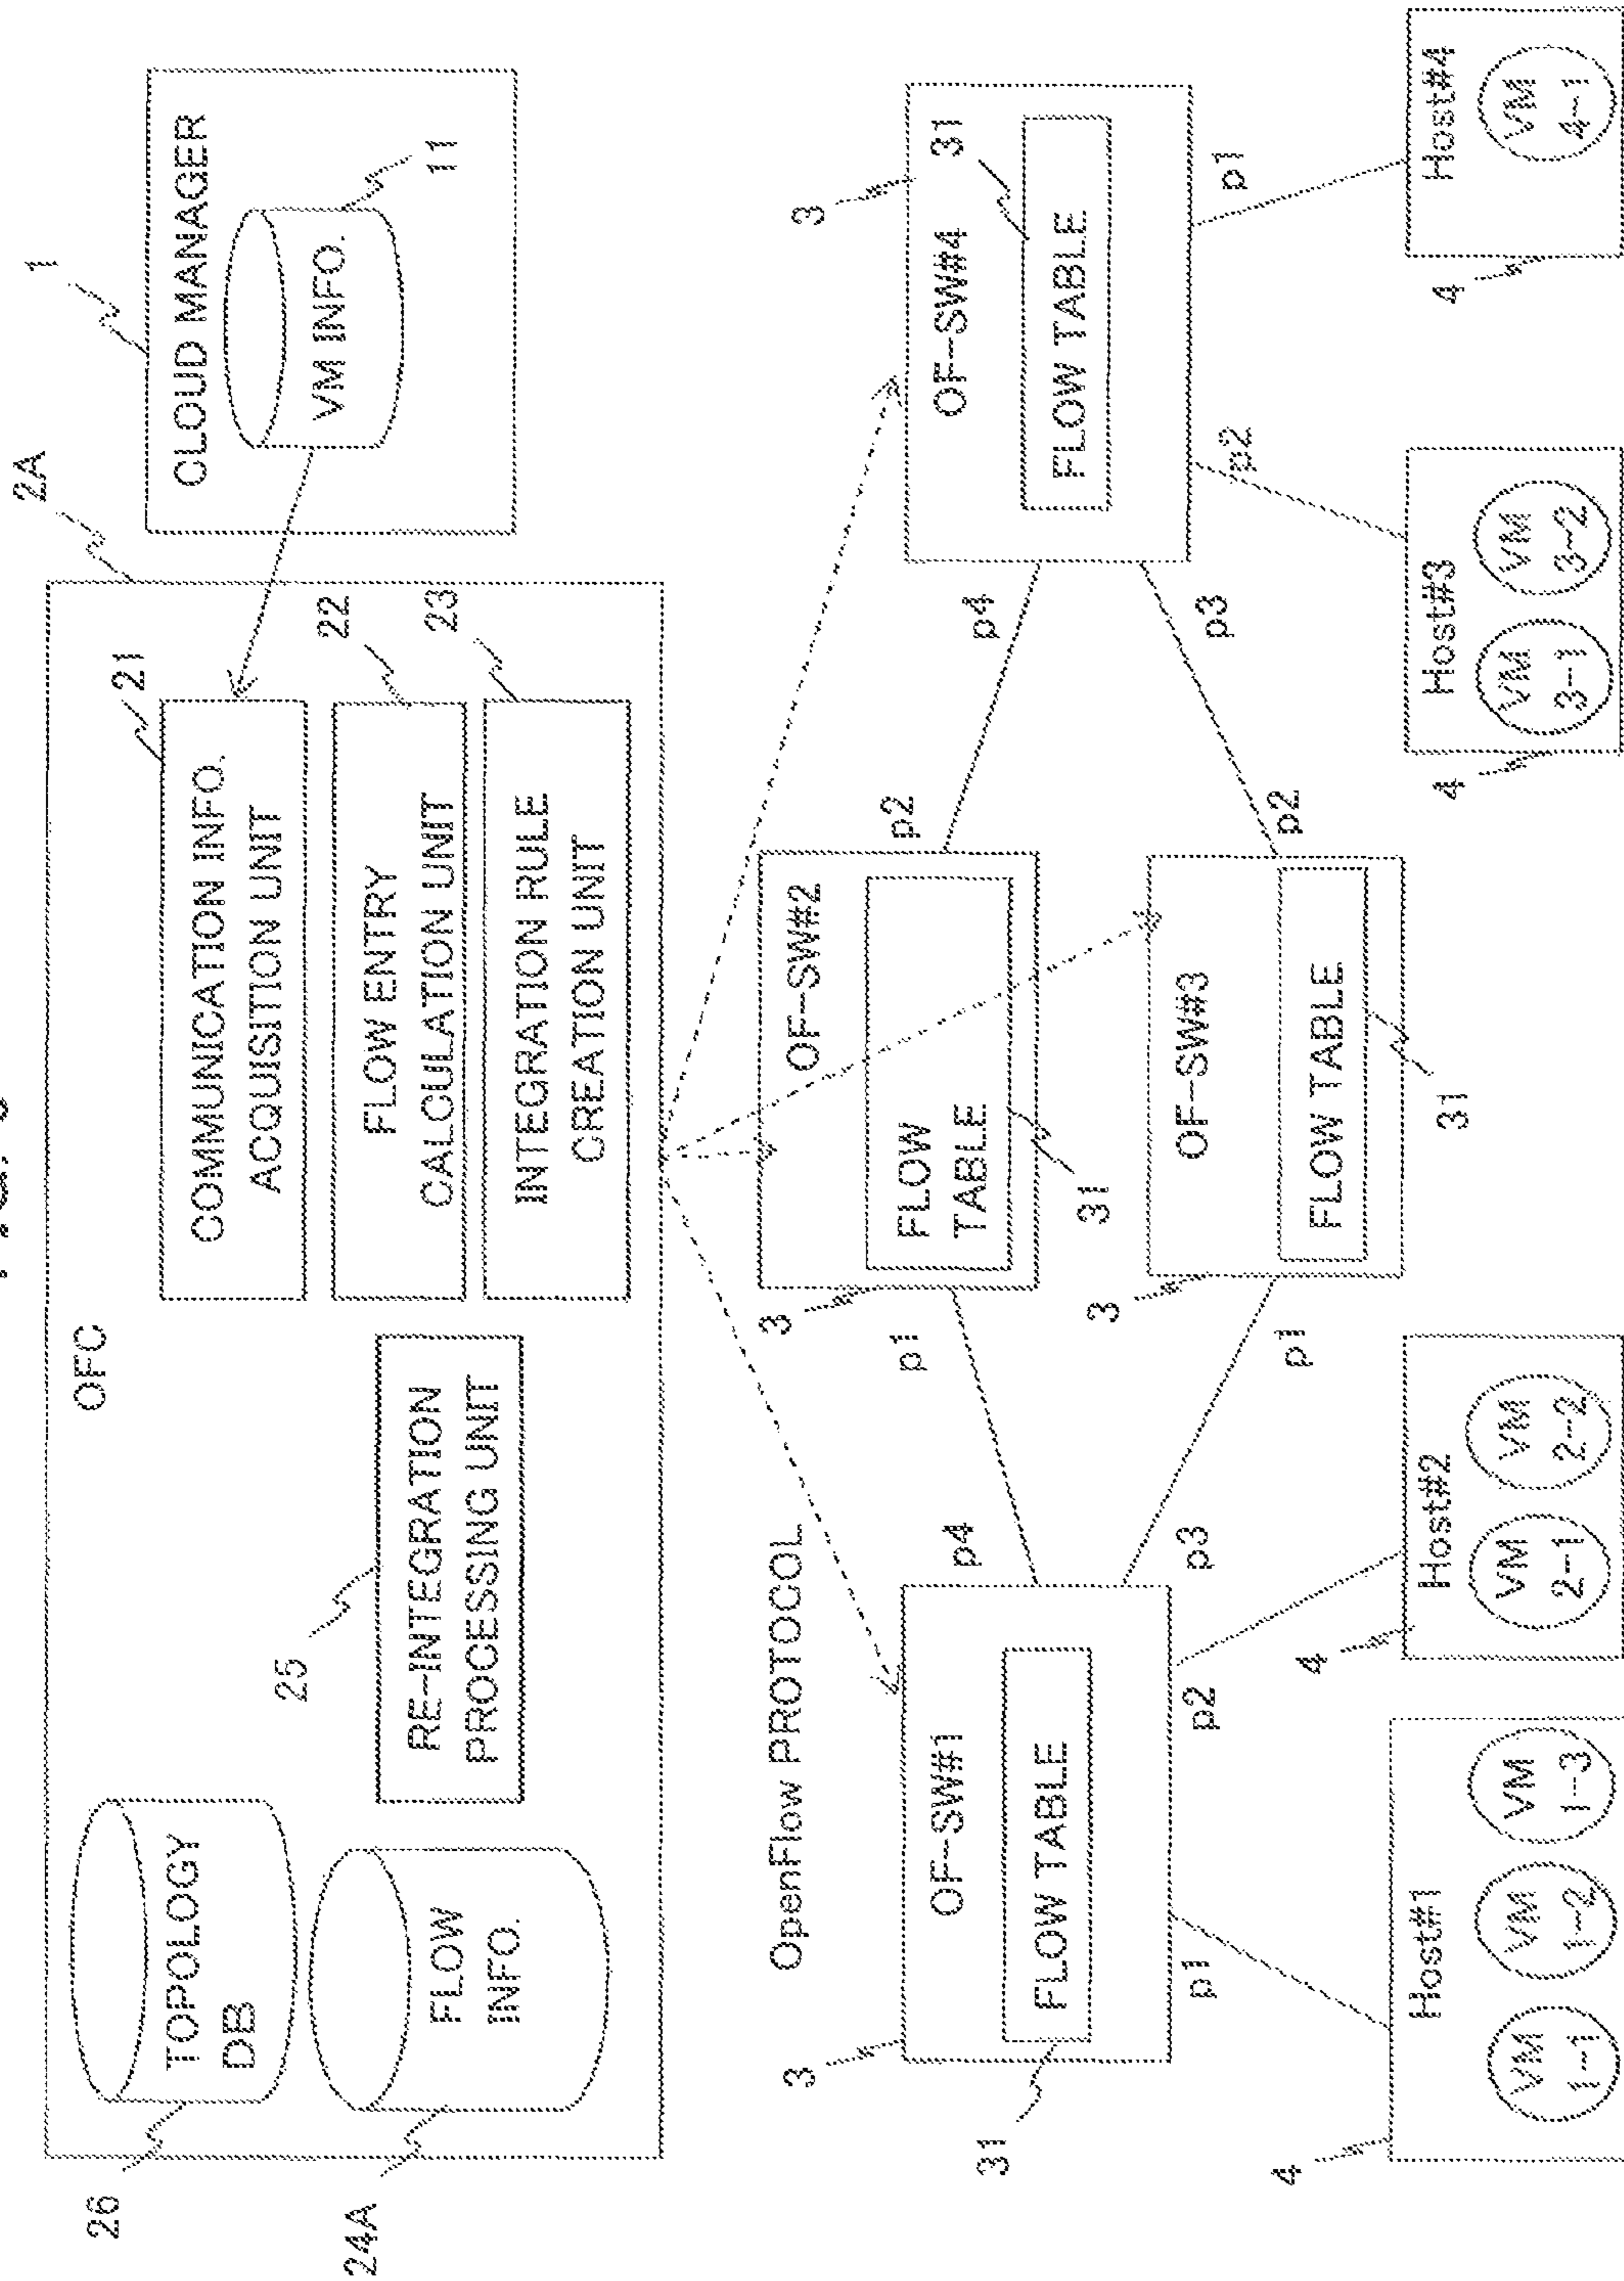 2A
1
OFC
CLOUD MANAGER
VM INFO.
11
TOPOLOGY
DB
26
FLOW
INFO.
24A
25
RE-INTEGRATION
PROCESSING UNIT
21
COMMUNICATION INFO.
ACQUISITION UNIT
22
FLOW ENTRY
CALCULATION UNIT
23
INTEGRATION RULE
CREATION UNIT
OpenFlow PROTOCOL
3
OF-SW#1
FLOW TABLE
31
p4
p3
p1
p2
3
OF-SW#2
FLOW
TABLE
31
p1
p2
3
OF-SW#3
FLOW TABLE
31
p1
p2
3
OF-SW#4
FLOW TABLE
31
p4
p3
p2
p1
4
Host#1
VM
1-1
VM
1-2
VM
1-3
4
Host#2
VM
2-1
VM
2-2
4
Host#3
VM
3-1
VM
3-2
4
Host#4
VM
4-1